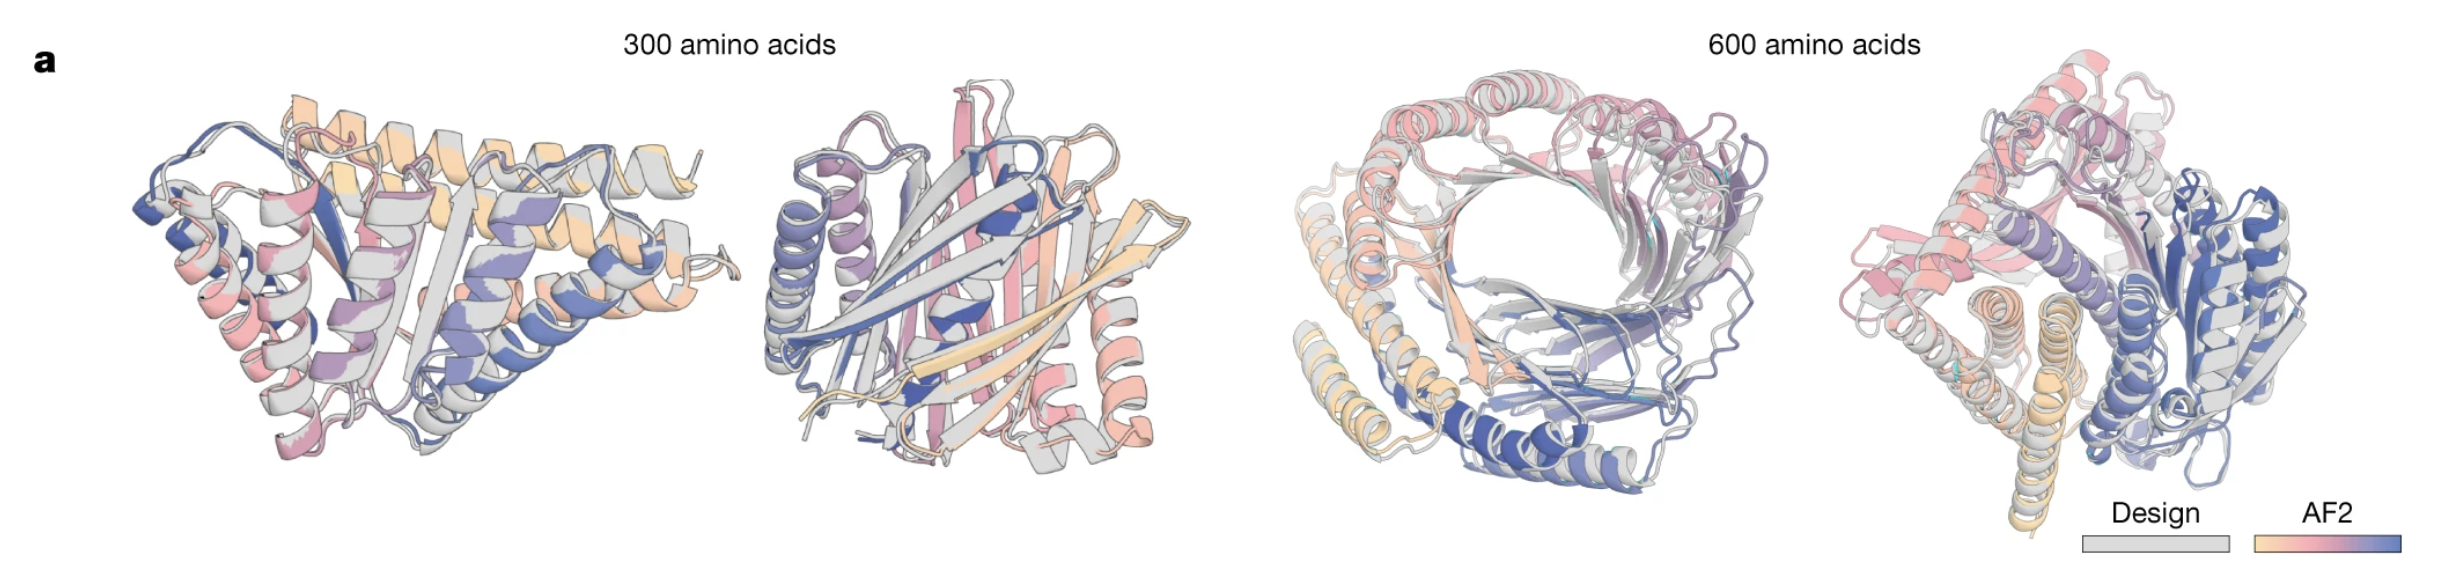 a
300 amino acids
600 amino acids
Design
AF2